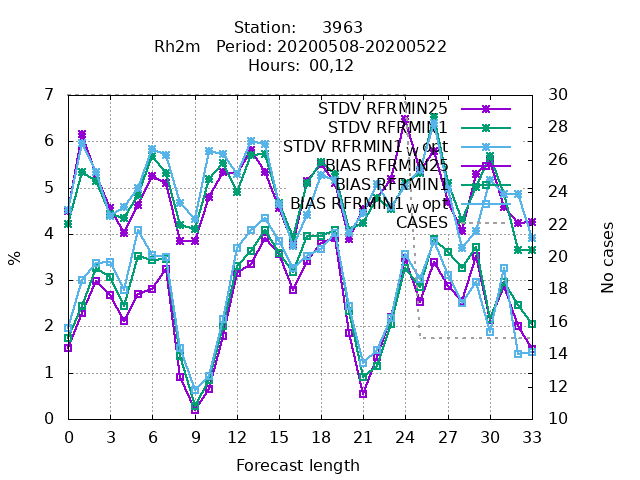 Station: 3963
Rh2m Period: 20200508-20200522
Hours: 00,12
7 30
STDV RFRMIN25
28
STDV RFRMIN1
6
STDV RFRMIN1_w_opt
26
BIAS RFRMIN25
5
BIAS RFRMIN1
24
BIAS RFRMIN1_w_opt
CASES
22
4
%
20
No cases
3
18
2
16
14
1
12
0 10
0 3 6 9 12 15 18 21 24 27 30 33
Forecast length